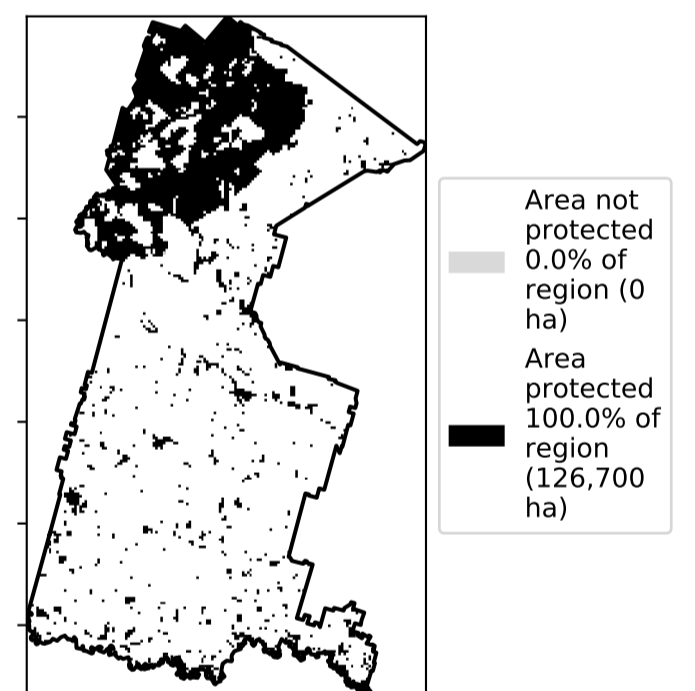 Area not
protected
0.0% of
region (0
ha)
Area
protected
100.0% of
region
(126,700
ha)